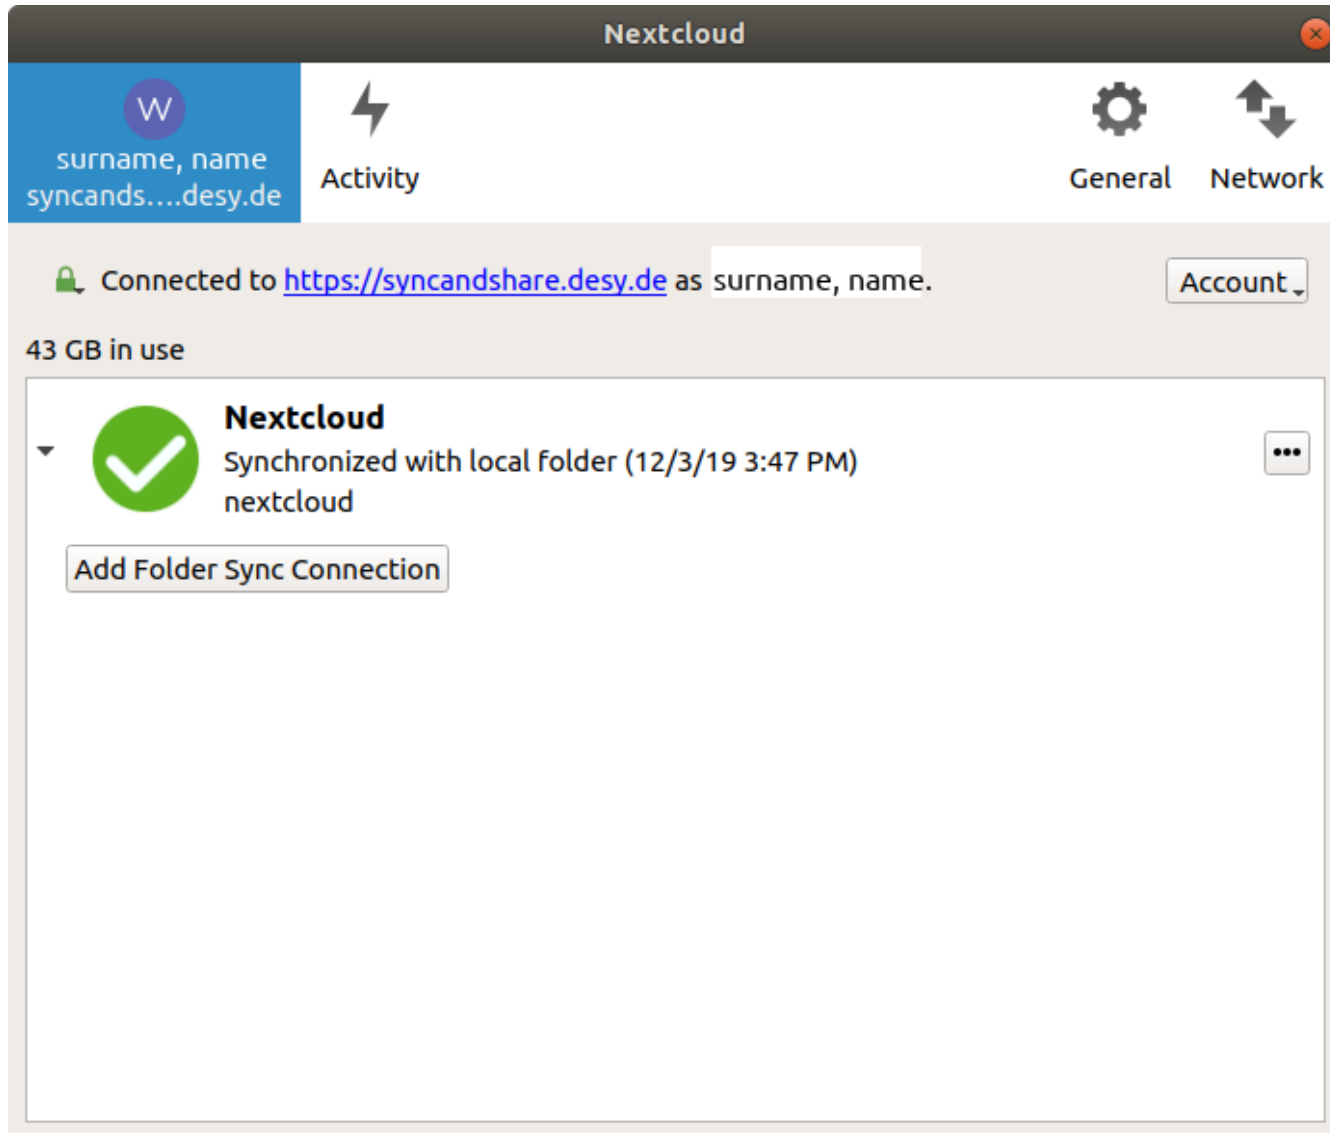 Nextcloud
W
surname, name
syncands....desy.de
Activity
General
Network
Connected to https://syncandshare.desy.de as surname, name.
Account
43 GB in use
Nextcloud
Synchronized with local folder (12/3/19 3:47 PM)
nextcloud
Add Folder Sync Connection